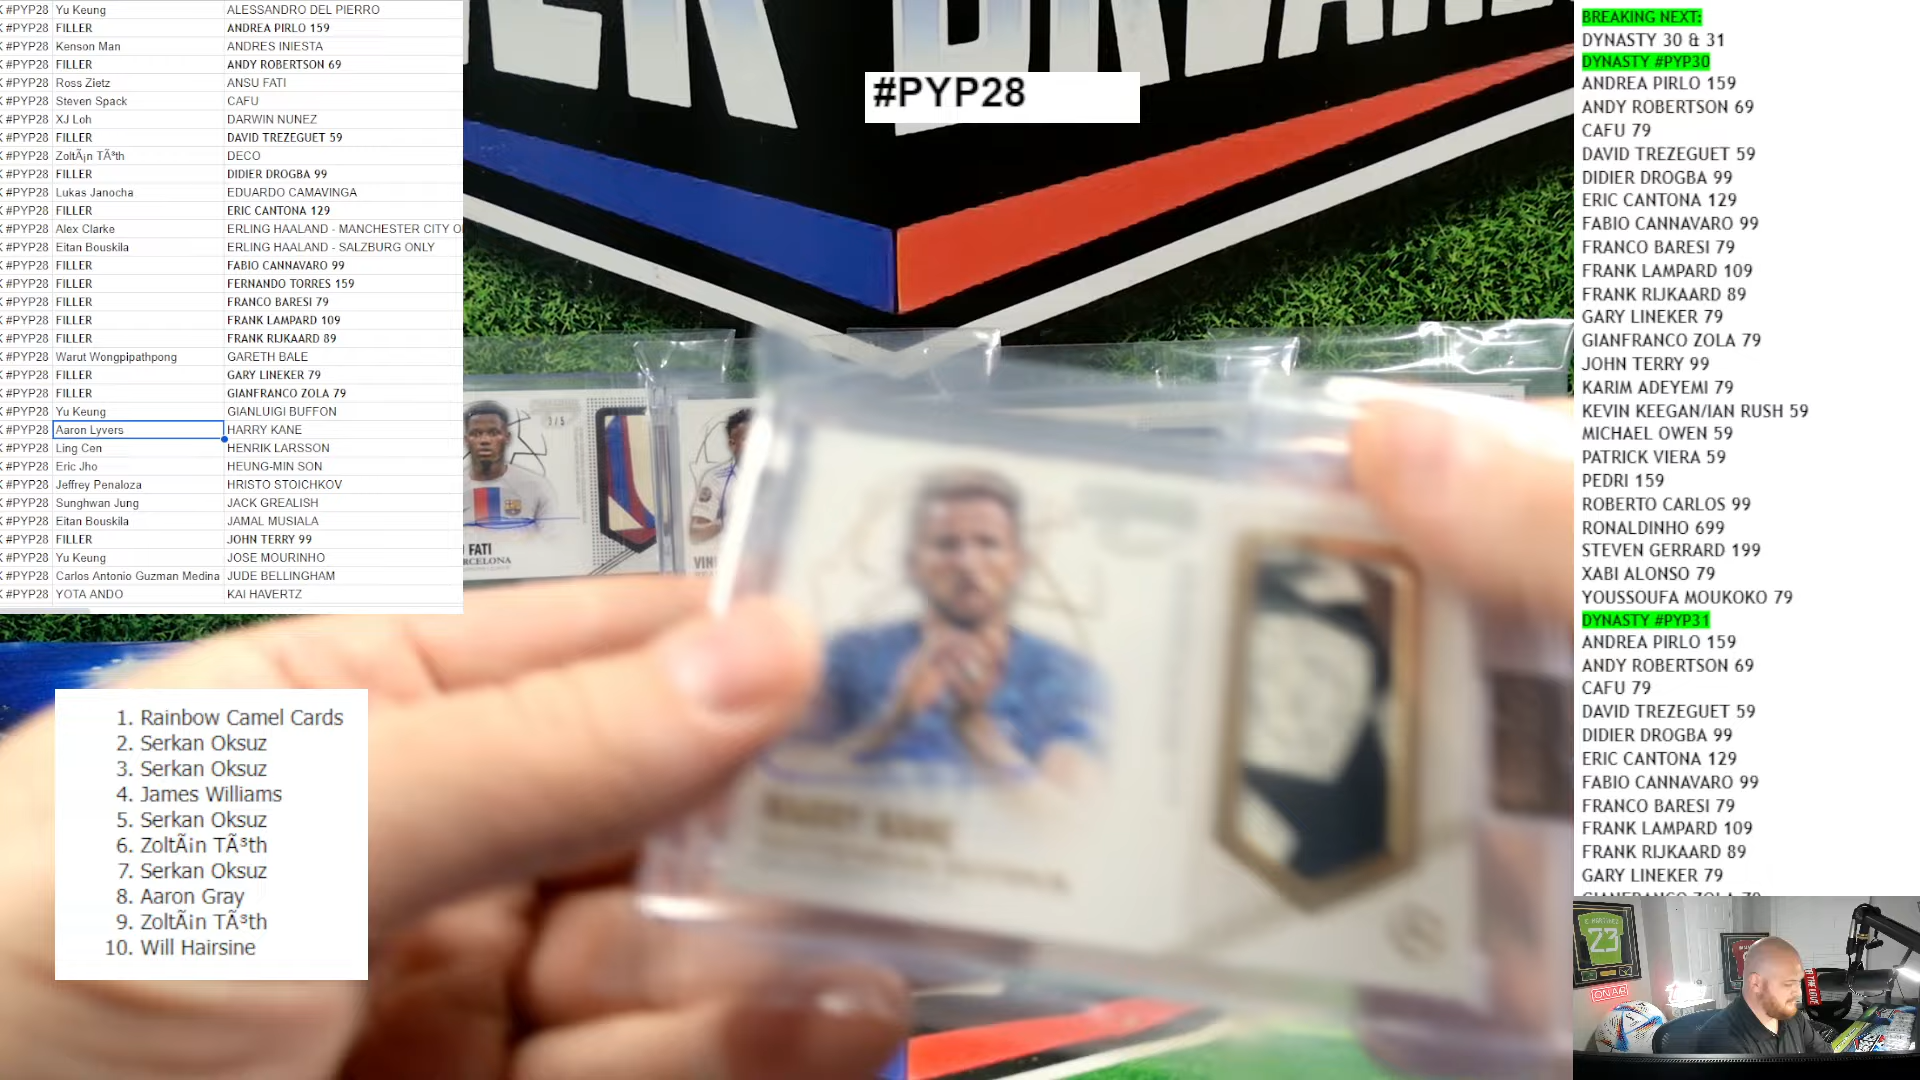 K #PYP28 Yu Keung ALESSANDRO DEL PIERRO
K #PYP28 FILLER ANDREA PIRLO 159
K #PYP28 Kenson Man ANDRES INIESTA
K #PYP28 FILLER ANDY ROBERTSON 69
K #PYP28 Ross Zietz ANSU FATI
K #PYP28 Steven Spack CAFU
K #PYP28 XJ Loh DARWIN NUNEZ
K #PYP28 FILLER DAVID TREZEGUET 59
K #PYP28 ZoltÃ¡n TÃ³th DECO
K #PYP28 FILLER DIDIER DROGBA 99
K #PYP28 Lukas Janocha EDUARDO CAMAVINGA
K #PYP28 FILLER ERIC CANTONA 129
K #PYP28 Alex Clarke ERLING HAALAND - MANCHESTER CITY O
K #PYP28 Eitan Bouskila ERLING HAALAND - SALZBURG ONLY
K #PYP28 FILLER FABIO CANNAVARO 99
K #PYP28 FILLER FERNANDO TORRES 159
K #PYP28 FILLER FRANCO BARESI 79
K #PYP28 FILLER FRANK LAMPARD 109
K #PYP28 FILLER FRANK RIJKAARD 89
K #PYP28 Warut Wongpipathpong GARETH BALE
K #PYP28 FILLER GARY LINEKER 79
K #PYP28 FILLER GIANFRANCO ZOLA 79
K #PYP28 Yu Keung GIANLUIGI BUFFON
K #PYP28 Aaron Lyvers HARRY KANE
K #PYP28 Ling Cen HENRIK LARSSON
K #PYP28 Eric Jho HEUNG-MIN SON
K #PYP28 Jeffrey Penaloza HRISTO STOICHKOV
K #PYP28 Sunghwan Jung JACK GREALISH
K #PYP28 Eitan Bouskila JAMAL MUSIALA
K #PYP28 FILLER JOHN TERRY 99
K #PYP28 Yu Keung JOSE MOURINHO
K #PYP28 Carlos Antonio Guzman Medina JUDE BELLINGHAM
K #PYP28 YOTA ANDO KAI HAVERTZ
#PYP28
3/5
FATI
RCELONA
VIN
HARRY KANE
1. Rainbow Camel Cards
2. Serkan Oksuz
3. Serkan Oksuz
4. James Williams
5. Serkan Oksuz
6. ZoltÃ¡n TÃ³th
7. Serkan Oksuz
8. Aaron Gray
9. ZoltÃ¡n TÃ³th
10. Will Hairsine
BREAKING NEXT:
DYNASTY 30 & 31
DYNASTY #PYP30
ANDREA PIRLO 159
ANDY ROBERTSON 69
CAFU 79
DAVID TREZEGUET 59
DIDIER DROGBA 99
ERIC CANTONA 129
FABIO CANNAVARO 99
FRANCO BARESI 79
FRANK LAMPARD 109
FRANK RIJKAARD 89
GARY LINEKER 79
GIANFRANCO ZOLA 79
JOHN TERRY 99
KARIM ADEYEMI 79
KEVIN KEEGAN/IAN RUSH 59
MICHAEL OWEN 59
PATRICK VIERA 59
PEDRI 159
ROBERTO CARLOS 99
RONALDINHO 699
STEVEN GERRARD 199
XABI ALONSO 79
YOUSSOUFA MOUKOKO 79
DYNASTY #PYP31
ANDREA PIRLO 159
ANDY ROBERTSON 69
CAFU 79
DAVID TREZEGUET 59
DIDIER DROGBA 99
ERIC CANTONA 129
FABIO CANNAVARO 99
FRANCO BARESI 79
FRANK LAMPARD 109
FRANK RIJKAARD 89
GARY LINEKER 79
GIANFRANCO ZOLA 79
23
ON AIR